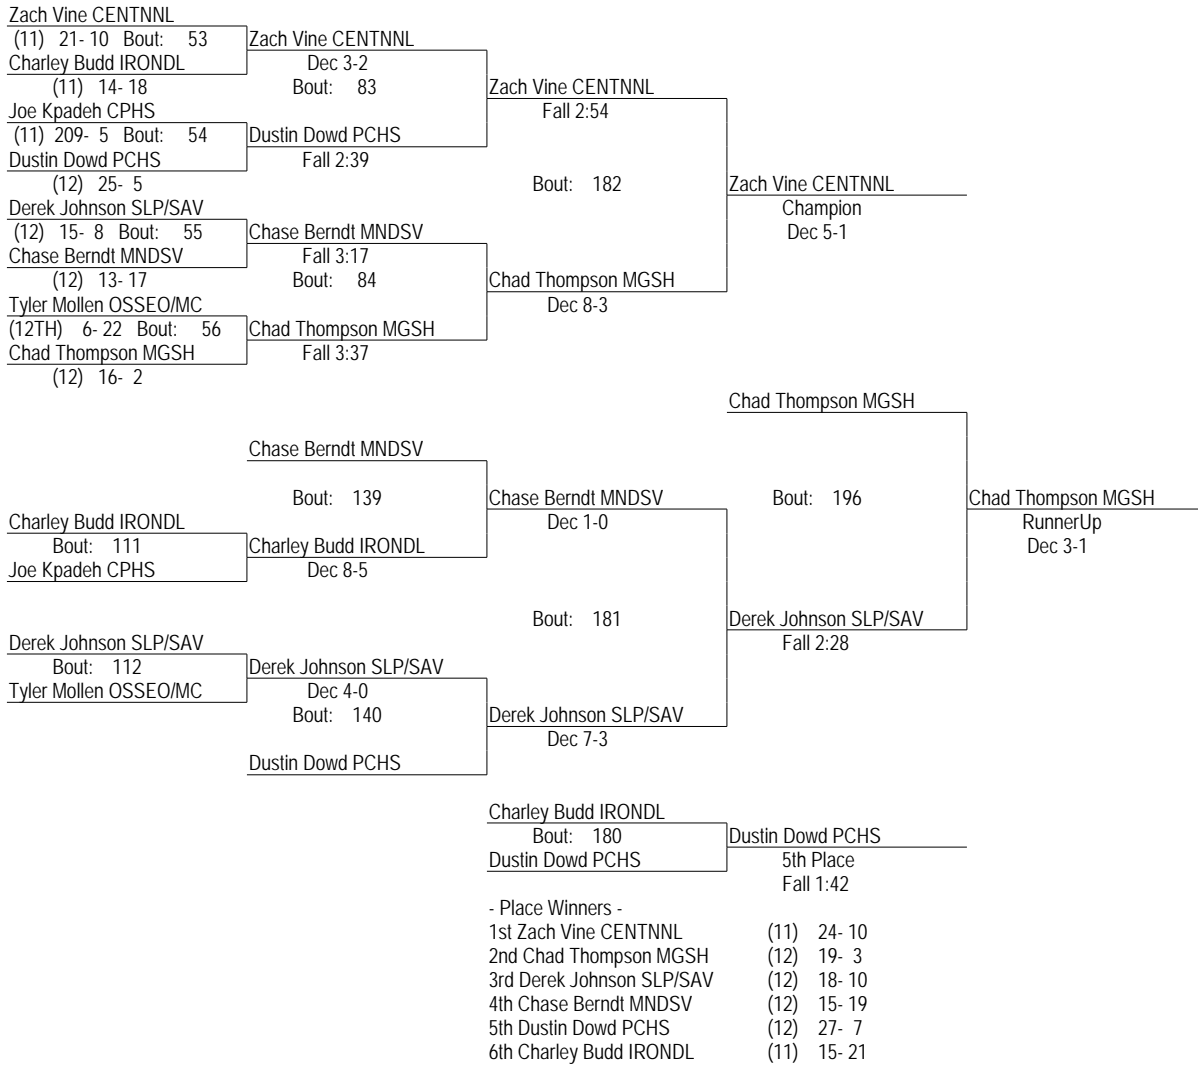 Zach Vine CENTNNL
(11) 21- 10 Bout: 53
Charley Budd IRONDL
(11) 14- 18
Joe Kpadeh CPHS
(11) 209- 5 Bout: 54
Dustin Dowd PCHS
(12) 25- 5
Derek Johnson SLP/SAV
(12) 15- 8 Bout: 55
Chase Berndt MNDSV
(12) 13- 17
Tyler Mollen OSSEO/MC
(12TH) 6- 22 Bout: 56
Chad Thompson MGSH
(12) 16- 2
Zach Vine CENTNNL
Dec 3-2
Bout: 83
Dustin Dowd PCHS
Fall 2:39
Chase Berndt MNDSV
Fall 3:17
Bout: 84
Chad Thompson MGSH
Fall 3:37
Zach Vine CENTNNL
Fall 2:54
Bout: 182
Chad Thompson MGSH
Dec 8-3
Zach Vine CENTNNL
Champion
Dec 5-1
Charley Budd IRONDL
Bout: 111
Joe Kpadeh CPHS
Derek Johnson SLP/SAV
Bout: 112
Tyler Mollen OSSEO/MC
Chase Berndt MNDSV
Bout: 139
Charley Budd IRONDL
Dec 8-5
Derek Johnson SLP/SAV
Dec 4-0
Bout: 140
Dustin Dowd PCHS
Chase Berndt MNDSV
Dec 1-0
Bout: 181
Derek Johnson SLP/SAV
Dec 7-3
Chad Thompson MGSH
Bout: 196
Derek Johnson SLP/SAV
Fall 2:28
Chad Thompson MGSH
RunnerUp
Dec 3-1
Charley Budd IRONDL
Bout: 180
Dustin Dowd PCHS
Dustin Dowd PCHS
5th Place
Fall 1:42
- Place Winners -
1st Zach Vine CENTNNL (11) 24- 10
2nd Chad Thompson MGSH (12) 19- 3
3rd Derek Johnson SLP/SAV (12) 18- 10
4th Chase Berndt MNDSV (12) 15- 19
5th Dustin Dowd PCHS (12) 27- 7
6th Charley Budd IRONDL (11) 15- 21